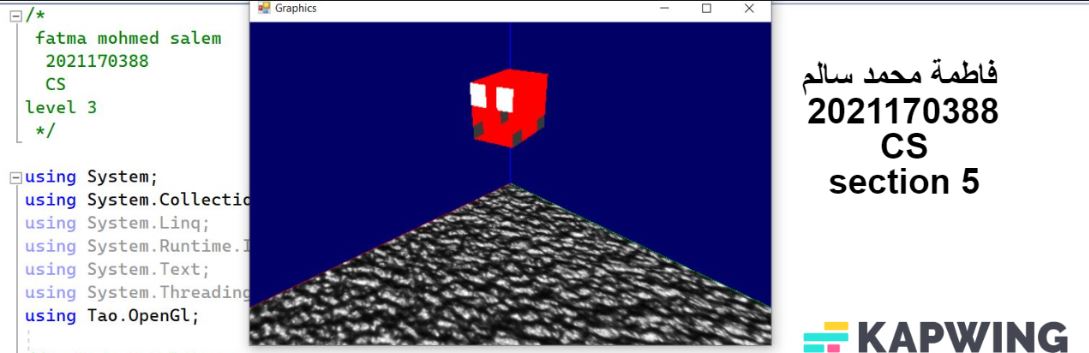 /*
fatma mohmed salem
2021170388
CS
level 3
*/
using System;
using System.Collectio
using System.Linq;
using System.Runtime.I
using System.Text;
using System.Threading
using Tao.OpenGl;
Graphics
فاطمة محمد سالم
2021170388
CS
section 5
KAPWING